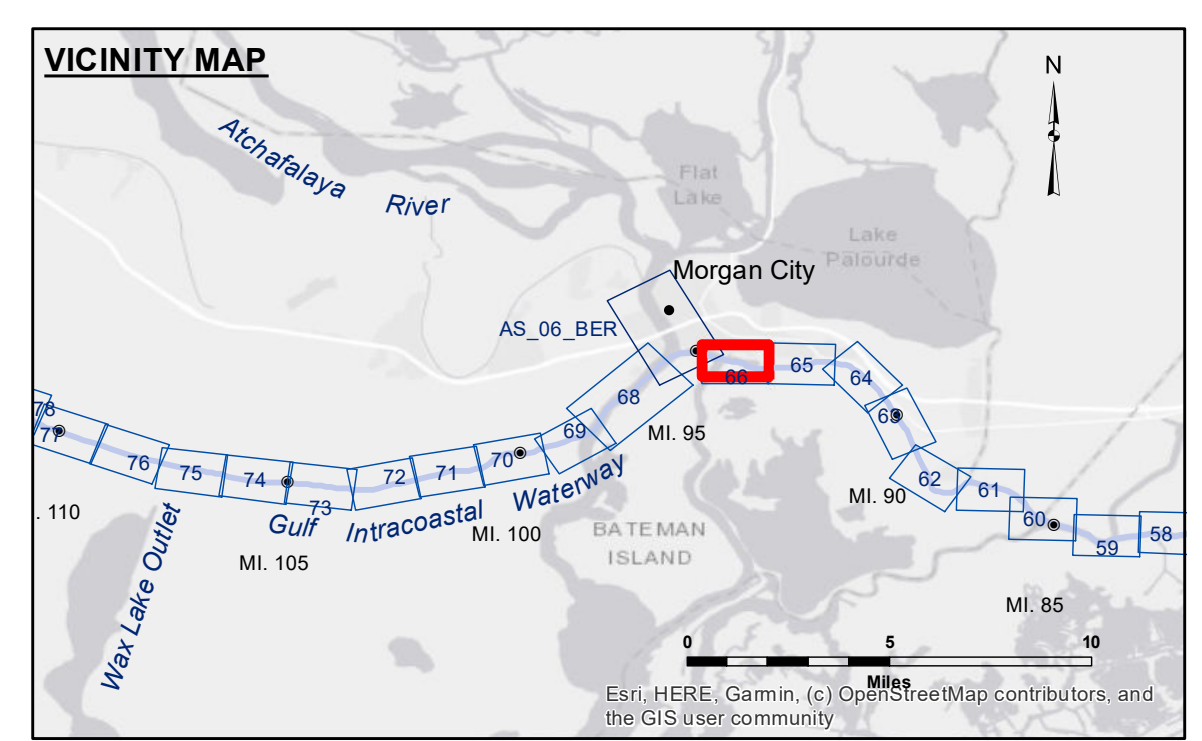 VICINITY MAP
N
Atchafalaya
River
Flat
Lake
Lake
Palourde
Morgan City
AS_06_BER
66
65
64
63
62
61
60
59
58
68
69
70
71
72
73
74
75
76
77
78
MI. 95
MI. 90
MI. 85
MI. 100
MI. 105
. 110
Gulf Intracoastal Waterway
Wax Lake Outlet
BATEMAN
ISLAND
0 5 10
Miles
Esri, HERE, Garmin, (c) OpenStreetMap contributors, and
the GIS user community